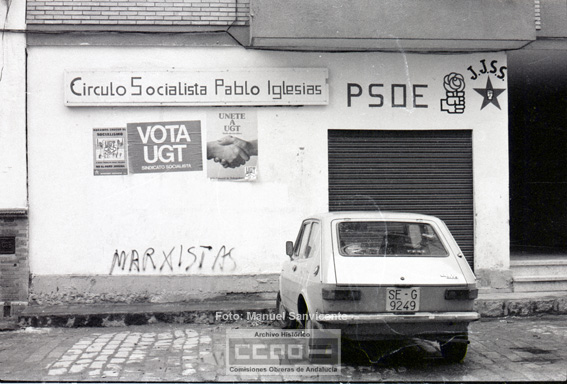 Circulo Socialista Pablo Iglesias
PSOE
J.J.S.S.
VOTA
UGT
SINDICATO SOCIALISTA
UNETE
A
UGT
MARXISTAS
SE-G
9249
Foto: Manuel Sanvicente
Archivo Histórico
CCOO
Comisiones Obreras de Andalucía